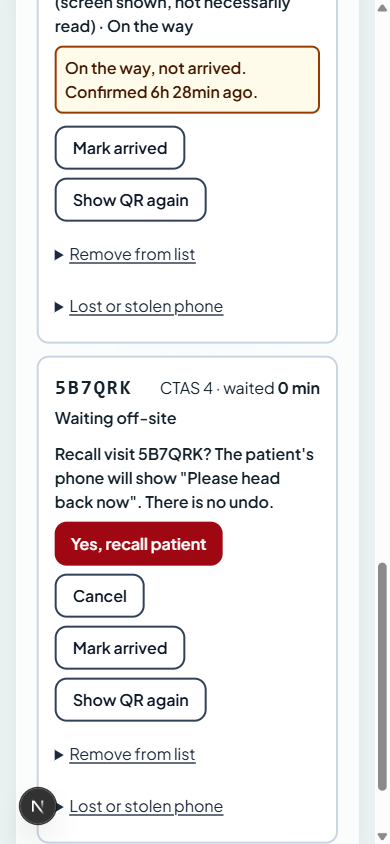 (screen shown, not necessarily
read) · On the way
On the way, not arrived.
Confirmed 6h 28min ago.
Mark arrived
Show QR again
Remove from list
Lost or stolen phone
5B7QRK CTAS 4 · waited 0 min
Waiting off-site
Recall visit 5B7QRK? The patient's
phone will show "Please head
back now". There is no undo.
Yes, recall patient
Cancel
Mark arrived
Show QR again
Remove from list
N
Lost or stolen phone